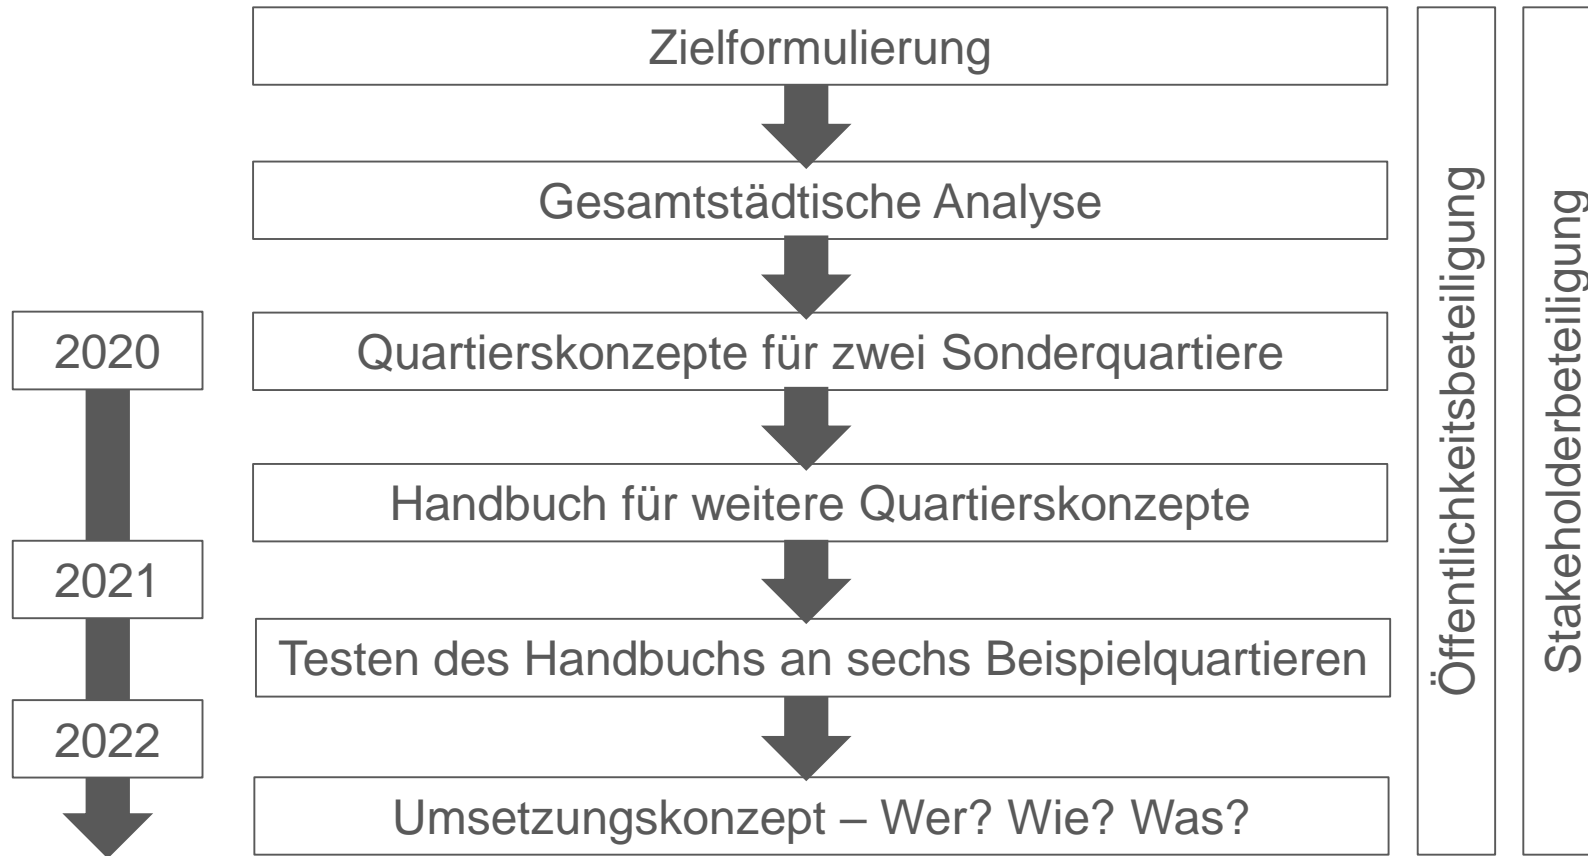 Zielformulierung
Gesamtstädtische Analyse
2020
Quartierskonzepte für zwei Sonderquartiere
Handbuch für weitere Quartierskonzepte
2021
Testen des Handbuchs an sechs Beispielquartieren
2022
Umsetzungskonzept – Wer? Wie? Was?
Öffentlichkeitsbeteiligung
Stakeholderbeteiligung